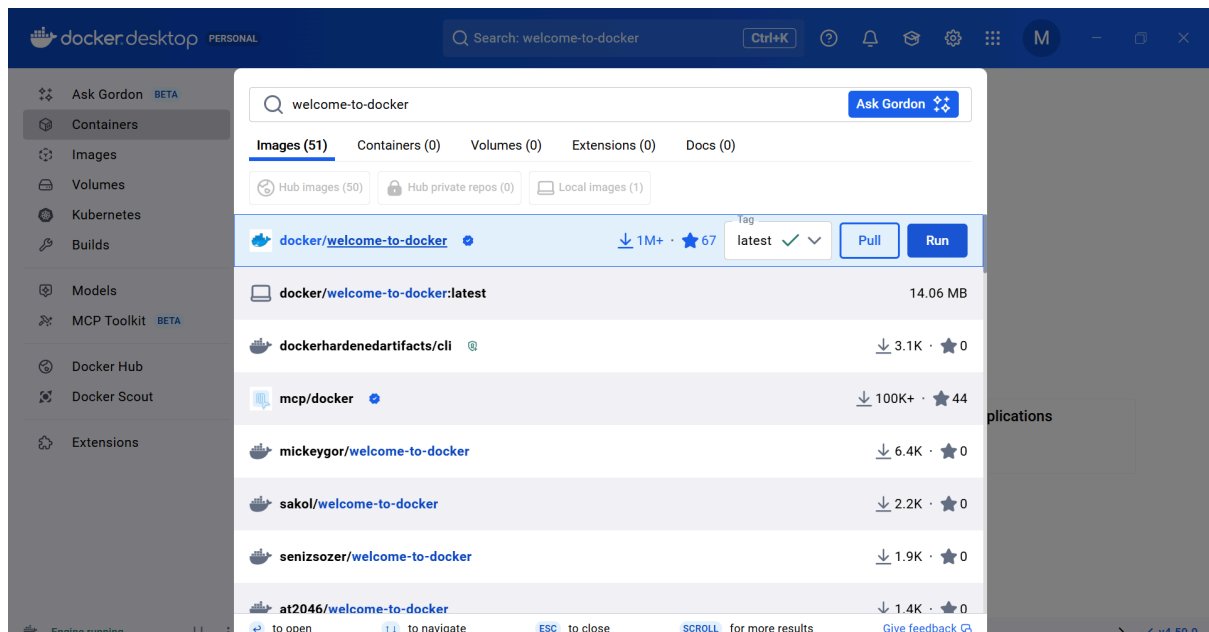 docker.desktop PERSONAL Search: welcome-to-docker Ctrl+K M
Ask Gordon BETA
Containers
Images
Volumes
Kubernetes
Builds
Models
MCP Toolkit BETA
Docker Hub
Docker Scout
Extensions
welcome-to-docker Ask Gordon
Images (51) Containers (0) Volumes (0) Extensions (0) Docs (0)
Hub images (50) Hub private repos (0) Local images (1)
Tag
docker/welcome-to-docker 1M+ · 67 latest Pull Run
docker/welcome-to-docker:latest 14.06 MB
dockerhardenedartifacts/cli 3.1K · 0
mcp/docker 100K+ · 44
mickeygor/welcome-to-docker 6.4K · 0
sakol/welcome-to-docker 2.2K · 0
senizsozer/welcome-to-docker 1.9K · 0
at2046/welcome-to-docker 1.4K · 0
to open to navigate ESC to close SCROLL for more results Give feedback
plications
Engine running